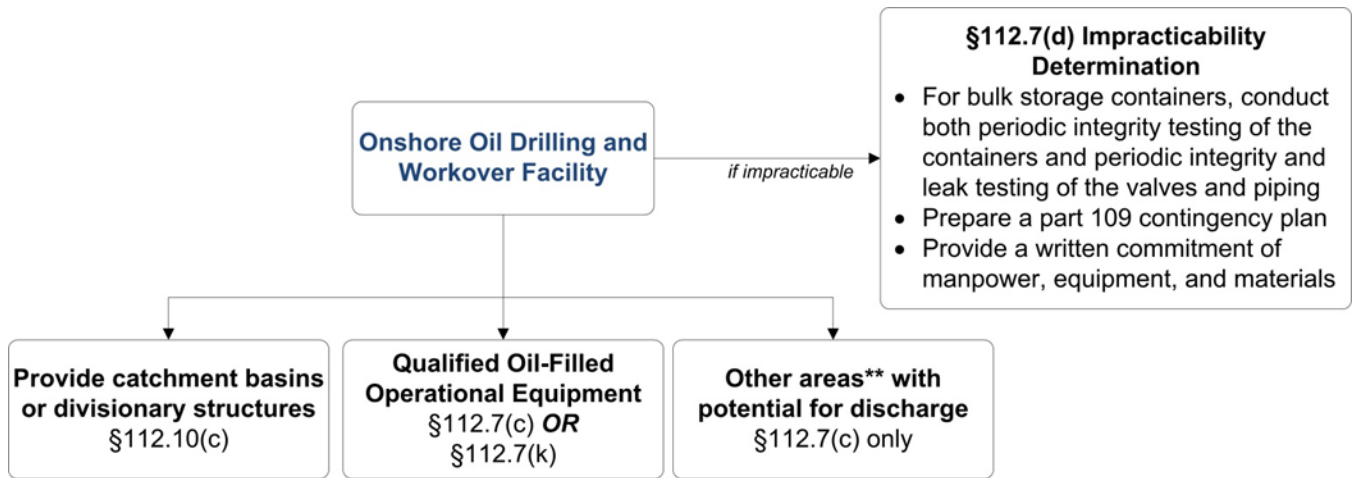 Onshore Oil Drilling and
Workover Facility
if impracticable
§112.7(d) Impracticability
Determination
• For bulk storage containers, conduct
both periodic integrity testing of the
containers and periodic integrity and
leak testing of the valves and piping
• Prepare a part 109 contingency plan
• Provide a written commitment of
manpower, equipment, and materials
Provide catchment basins
or divisionary structures
§112.10(c)
Qualified Oil-Filled
Operational Equipment
§112.7(c) OR
§112.7(k)
Other areas** with
potential for discharge
§112.7(c) only